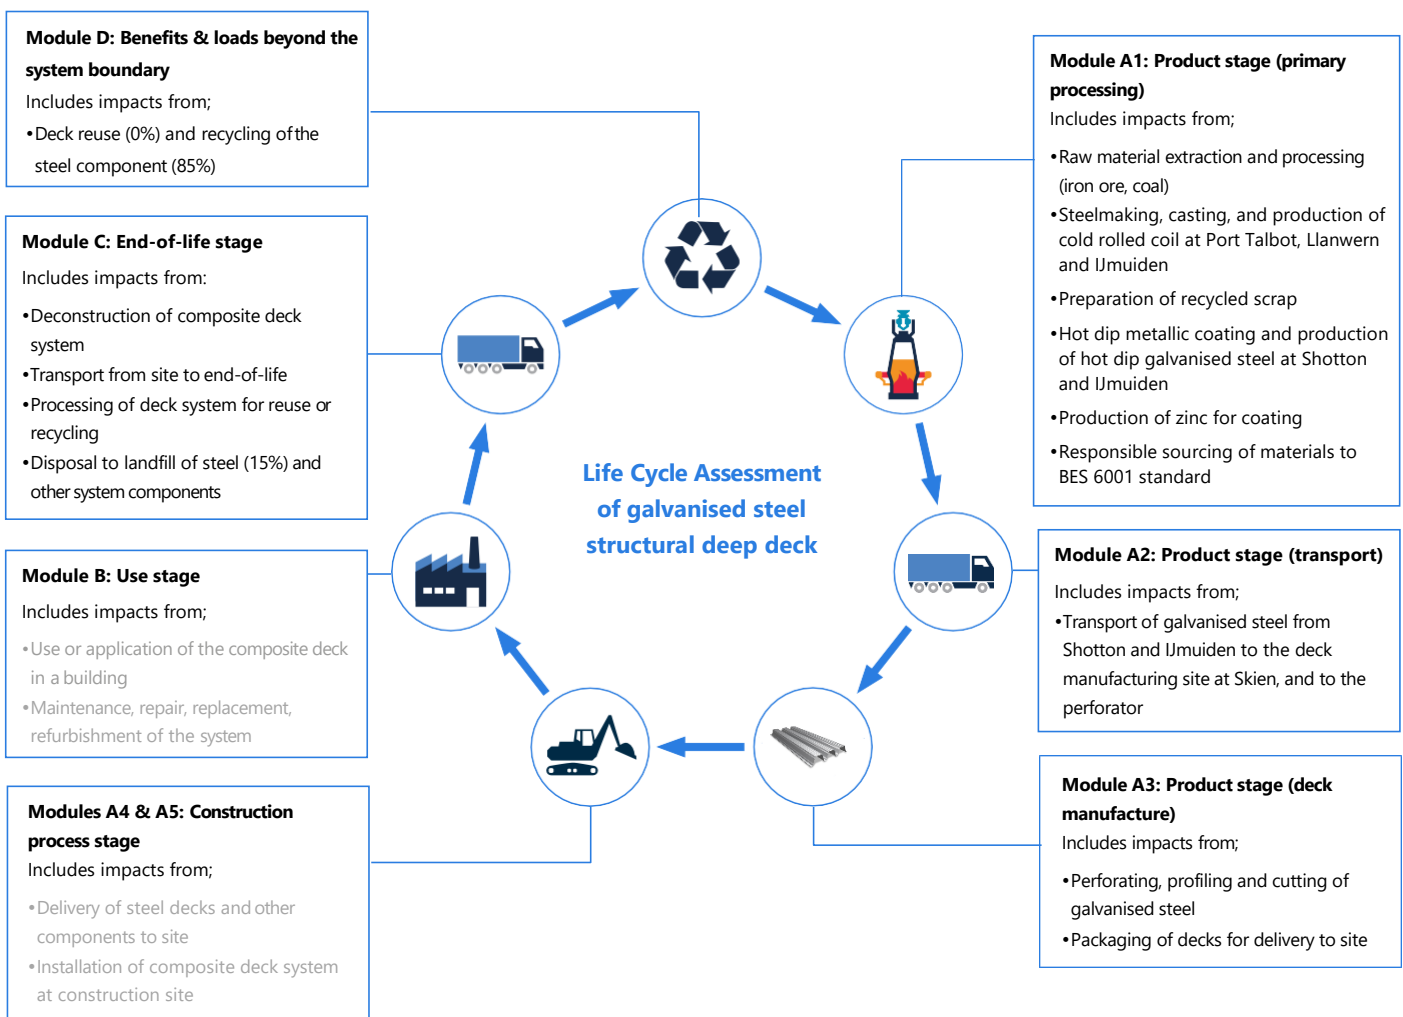 Module D: Benefits & loads beyond the
system boundary
Includes impacts from;
•Deck reuse (0%) and recycling of the
steel component (85%)
Module C: End-of-life stage
Includes impacts from:
•Deconstruction of composite deck
system
•Transport from site to end-of-life
•Processing of deck system for reuse or
recycling
•Disposal to landfill of steel (15%) and
other system components
Module B: Use stage
Includes impacts from;
•Use or application of the composite deck
in a building
•Maintenance, repair, replacement,
refurbishment of the system
Modules A4 & A5: Construction
process stage
Includes impacts from;
•Delivery of steel decks and other
components to site
•Installation of composite deck system
at construction site
Life Cycle Assessment
of galvanised steel
structural deep deck
Module A1: Product stage (primary
processing)
Includes impacts from;
•Raw material extraction and processing
(iron ore, coal)
•Steelmaking, casting, and production of
cold rolled coil at Port Talbot, Llanwern
and IJmuiden
•Preparation of recycled scrap
•Hot dip metallic coating and production
of hot dip galvanised steel at Shotton
and IJmuiden
•Production of zinc for coating
•Responsible sourcing of materials to
BES 6001 standard
Module A2: Product stage (transport)
Includes impacts from;
•Transport of galvanised steel from
Shotton and IJmuiden to the deck
manufacturing site at Skien, and to the
perforator
Module A3: Product stage (deck
manufacture)
Includes impacts from;
•Perforating, profiling and cutting of
galvanised steel
•Packaging of decks for delivery to site